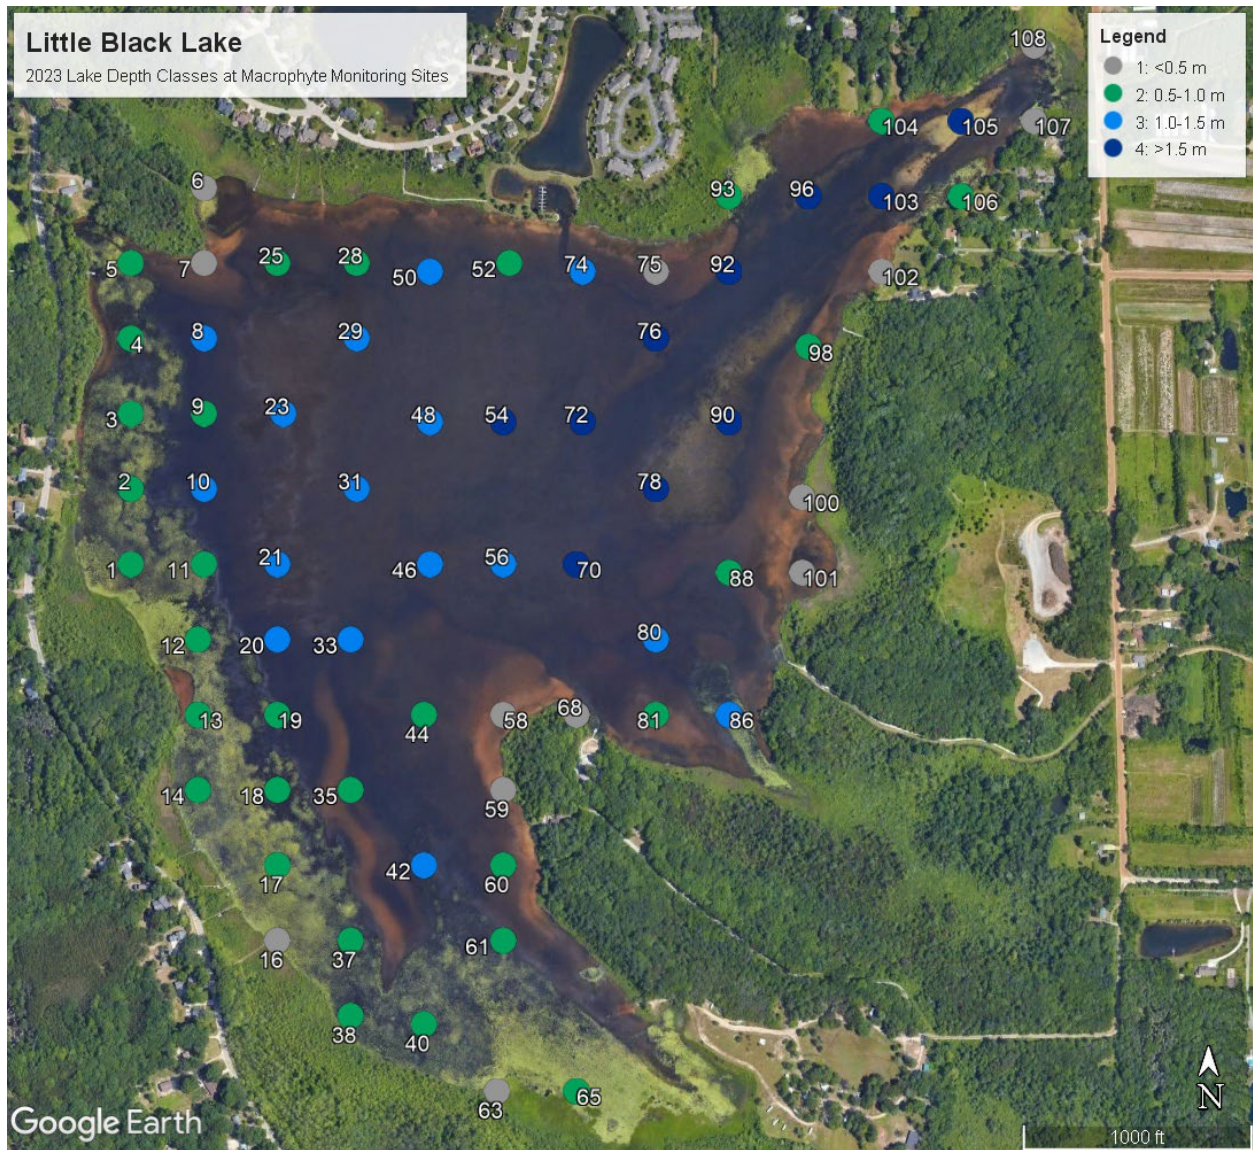 Little Black Lake
2023 Lake Depth Classes at Macrophyte Monitoring Sites
Legend
1: <0.5 m
2: 0.5-1.0 m
3: 1.0-1.5 m
4: >1.5 m
108
104 105 107
6 93 96 103 106
5 7 25 28 50 52 74 75 92 102
4 8 29 76 98
3 9 23 48 54 72 90
2 10 31 78 100
1 11 21 46 56 70 88 101
12 20 33 80
13 19 44 58 68 81 86
14 18 35 59
17 42 60
16 37 61
38 40
63 65
Google Earth
N
1000 ft